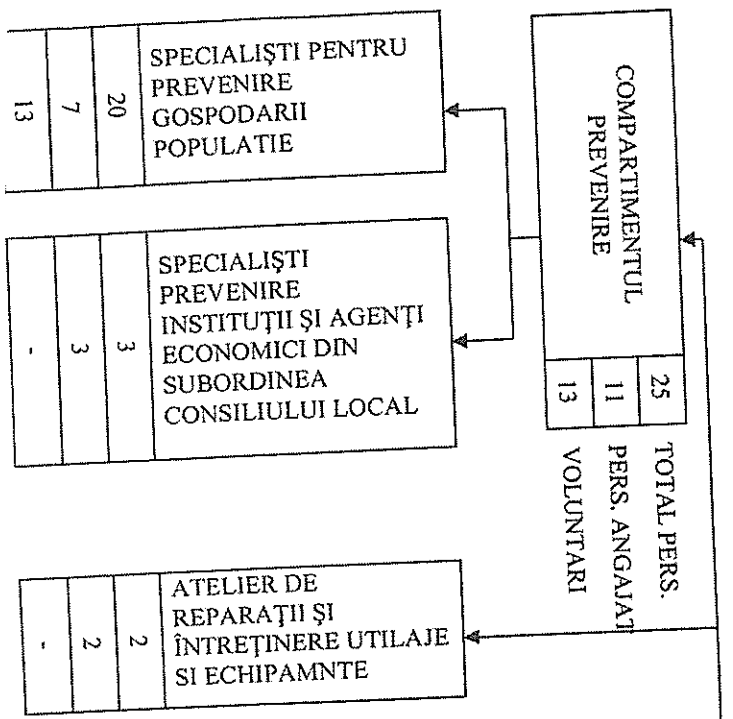 COMPARTIMENTUL
PREVENIRE
25
11
13
TOTAL PERS.
PERS. ANGAJAT
VOLUNTARI
SPECIALIŞTI PENTRU
PREVENIRE
GOSPODARII
POPULATIE
20
7
13
SPECIALIŞTI
PREVENIRE
INSTITUŢII ŞI AGENŢI
ECONOMICI DIN
SUBORDINEA
CONSILIULUI LOCAL
3
3
-
ATELIER DE
REPARAŢII ŞI
ÎNTREŢINERE UTILAJE
SI ECHIPAMNTE
2
2
-